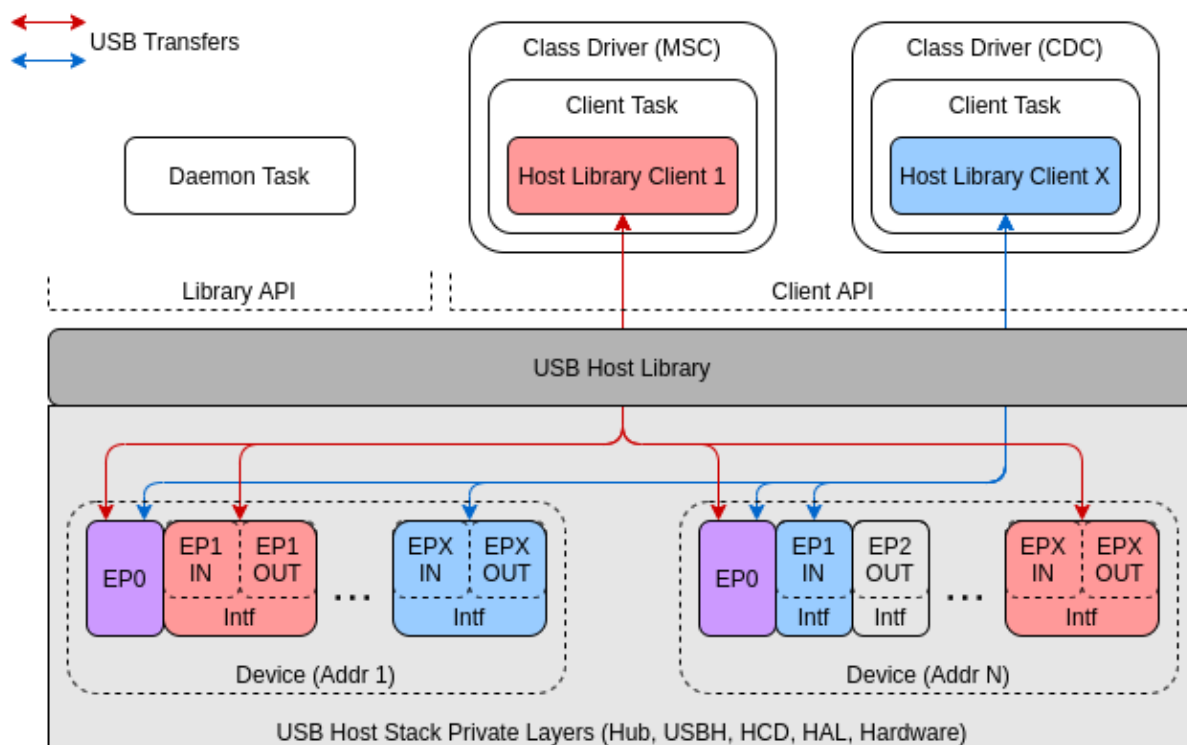 USB Transfers
Class Driver (MSC)
Class Driver (CDC)
Client Task
Client Task
Daemon Task
Host Library Client 1
Host Library Client X
Library API
Client API
USB Host Library
EP0
EP1
IN
EP1
OUT
Intf
...
EPX
IN
EPX
OUT
Intf
Device (Addr 1)
EP0
EP1
IN
Intf
EP2
OUT
Intf
...
EPX
IN
EPX
OUT
Intf
Device (Addr N)
USB Host Stack Private Layers (Hub, USBH, HCD, HAL, Hardware)